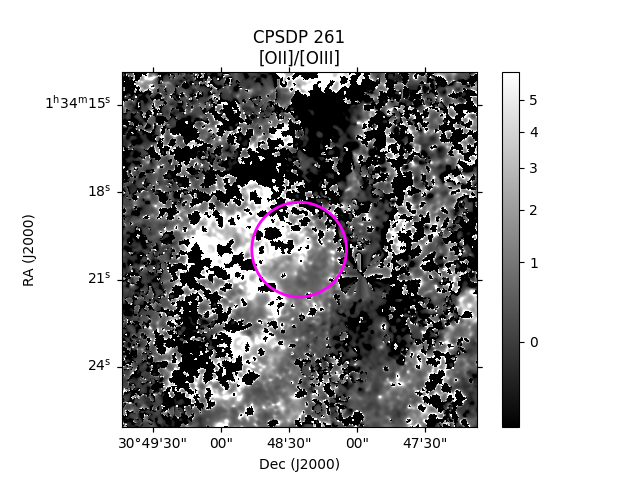 CPSDP 261
[OII]/[OIII]
1h34m15s
18s
21s
24s
RA (J2000)
30°49'30" 00" 48'30" 00" 47'30"
Dec (J2000)
5
4
3
2
1
0